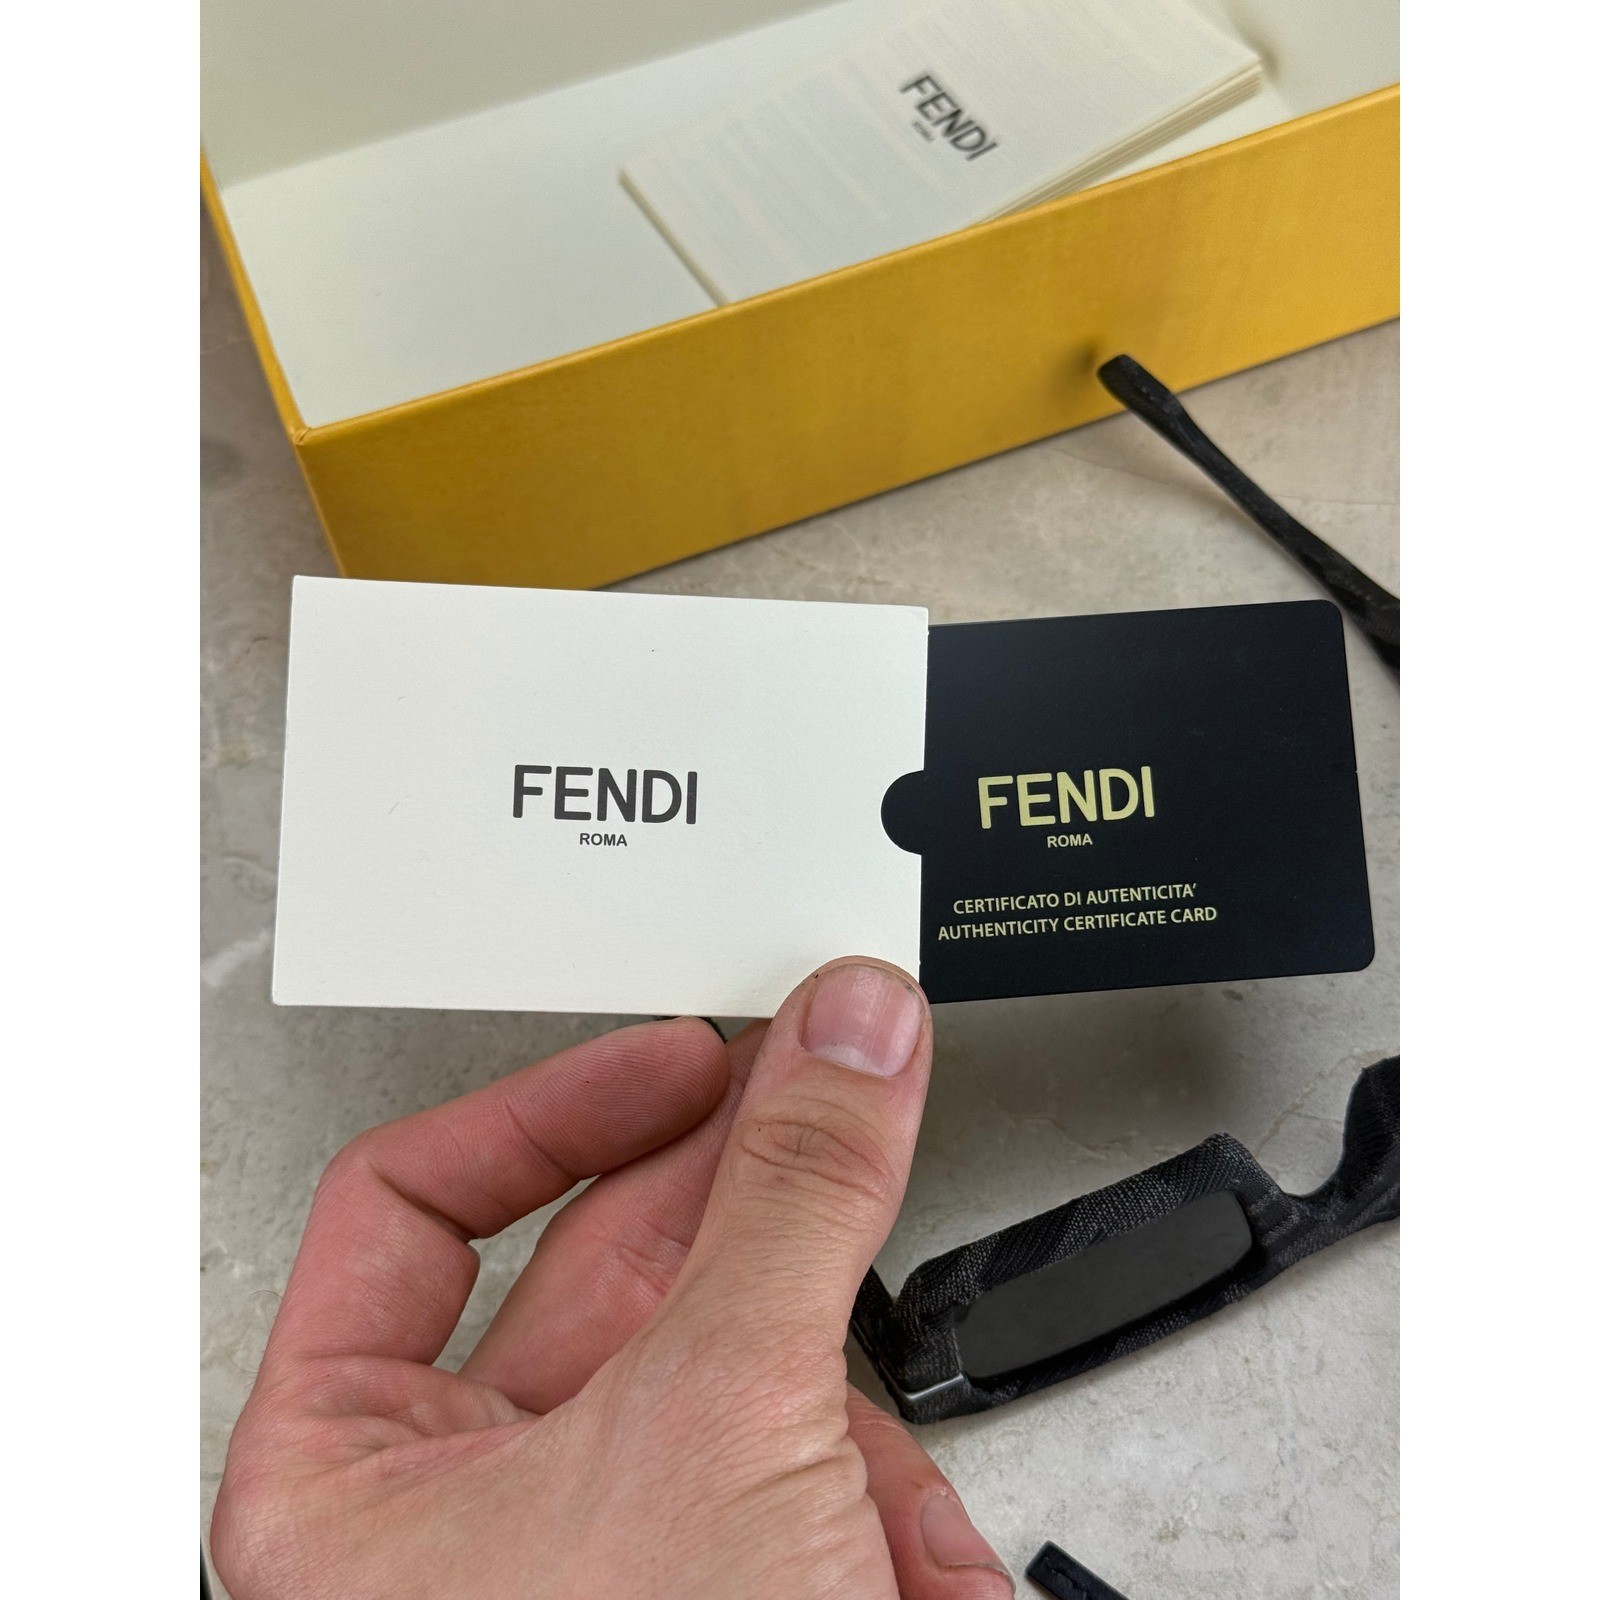 FENDI
ROMA
FENDI
ROMA
FENDI
ROMA
CERTIFICATO DI AUTENTICITA'
AUTHENTICITY CERTIFICATE CARD